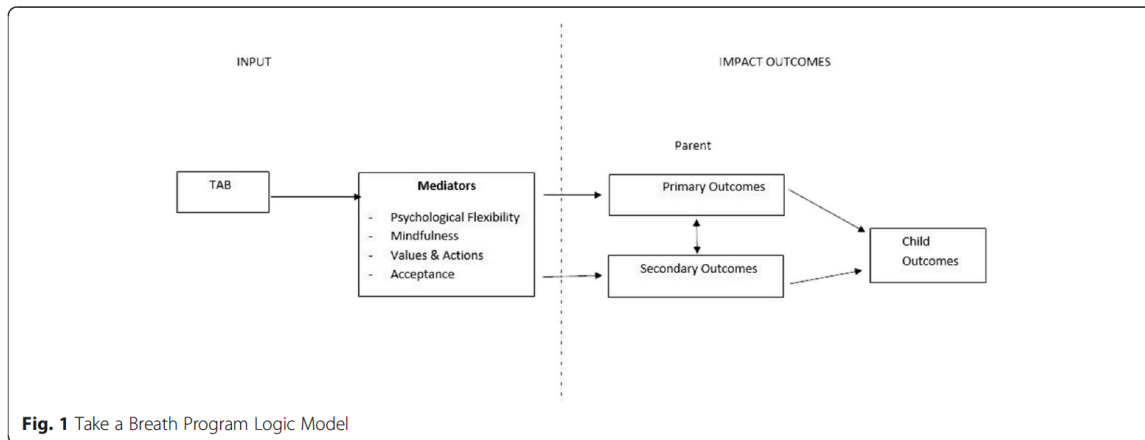 INPUT
IMPACT OUTCOMES
Parent
TAB
Mediators
- Psychological Flexibility
- Mindfulness
- Values & Actions
- Acceptance
Primary Outcomes
Secondary Outcomes
Child
Outcomes
Fig. 1 Take a Breath Program Logic Model